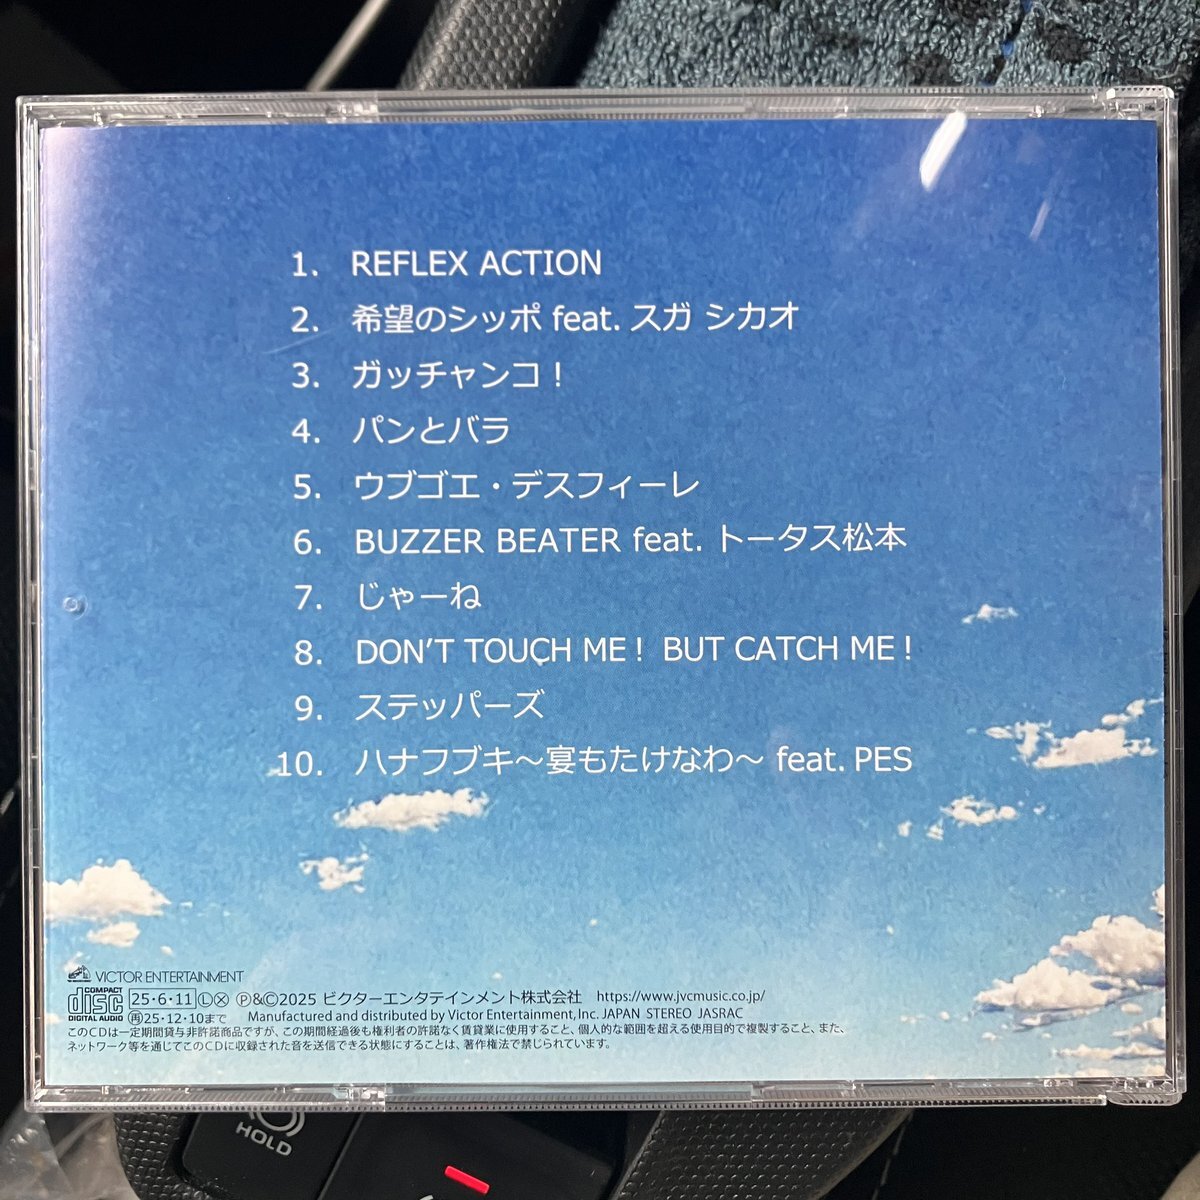 1. REFLEX ACTION
2. 希望のシッポ feat. スガ シカオ
3. ガッチャンコ！
4. パンとバラ
5. ウブゴエ・デスフィーレ
6. BUZZER BEATER feat. トータス松本
7. じゃーね
8. DON'T TOUCH ME！ BUT CATCH ME！
9. ステッパーズ
10. ハナフブキ～宴もたけなわ～ feat. PES
VICTOR ENTERTAINMENT
COMPACT disc DIGITAL AUDIO
25・6・11 Ⓛ Ⓧ Ⓟ&Ⓒ2025 ビクターエンタテインメント株式会社 https://www.jvcmusic.co.jp/
㊞25・12・10まで Manufactured and distributed by Victor Entertainment,Inc. JAPAN STEREO JASRAC
このCDは一定期間貸与非許諾商品ですが、この期間経過後も権利者の許諾なく賃貸業に使用すること、個人的な範囲を超える使用目的で複製すること、また、
ネットワーク等を通じてこのCDに収録された音を送信できる状態にすることは、著作権法で禁じられています。
HOLD